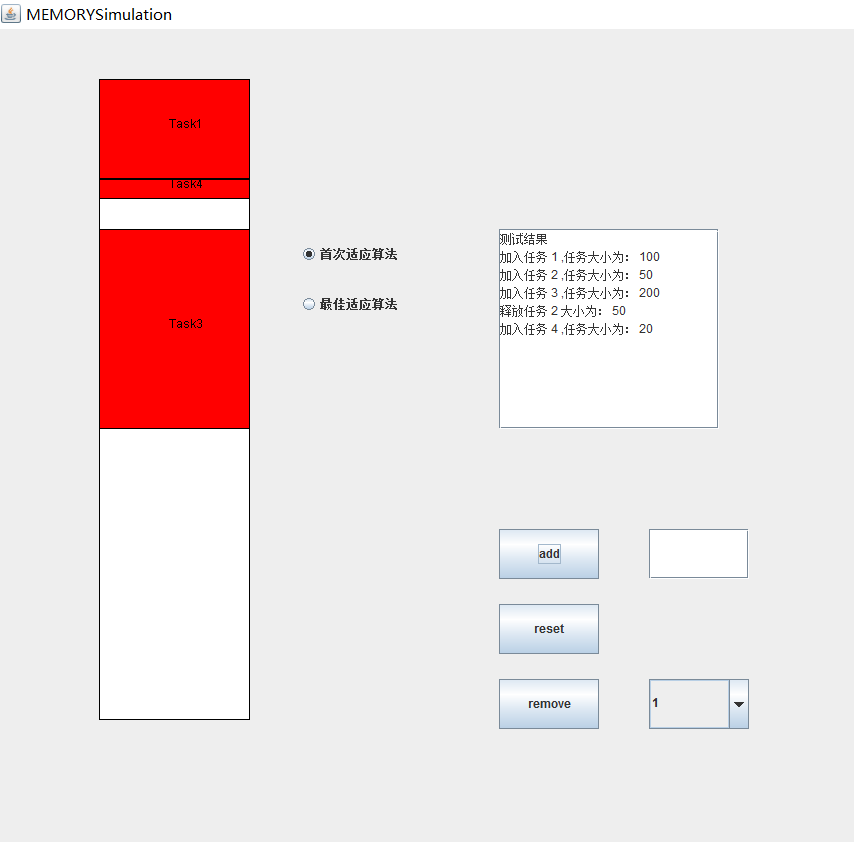 MEMORYSimulation
Task1
Task4
Task3
首次适应算法
最佳适应算法
测试结果
加入任务 1 ,任务大小为： 100
加入任务 2 ,任务大小为： 50
加入任务 3 ,任务大小为： 200
释放任务 2 大小为： 50
加入任务 4 ,任务大小为： 20
add
reset
remove
1